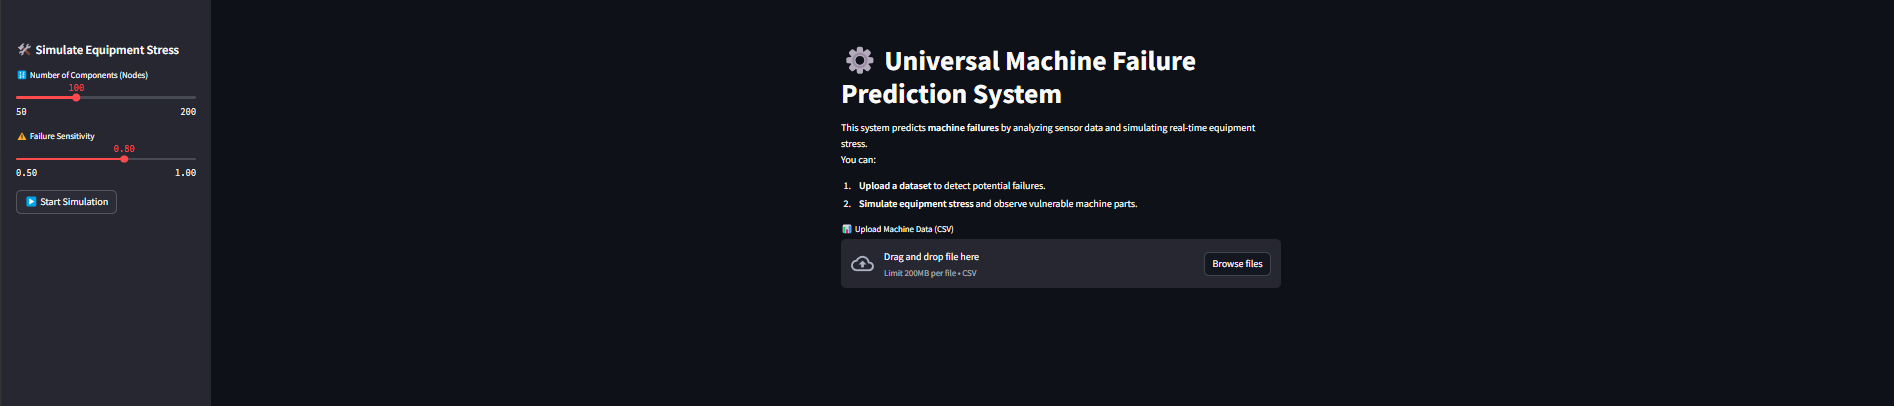 Simulate Equipment Stress
Number of Components (Nodes)
100
50 200
Failure Sensitivity
0.80
0.50 1.00
Start Simulation
Universal Machine Failure
Prediction System
This system predicts machine failures by analyzing sensor data and simulating real-time equipment
stress.
You can:
1. Upload a dataset to detect potential failures.
2. Simulate equipment stress and observe vulnerable machine parts.
Upload Machine Data (CSV)
Drag and drop file here
Limit 200MB per file • CSV
Browse files